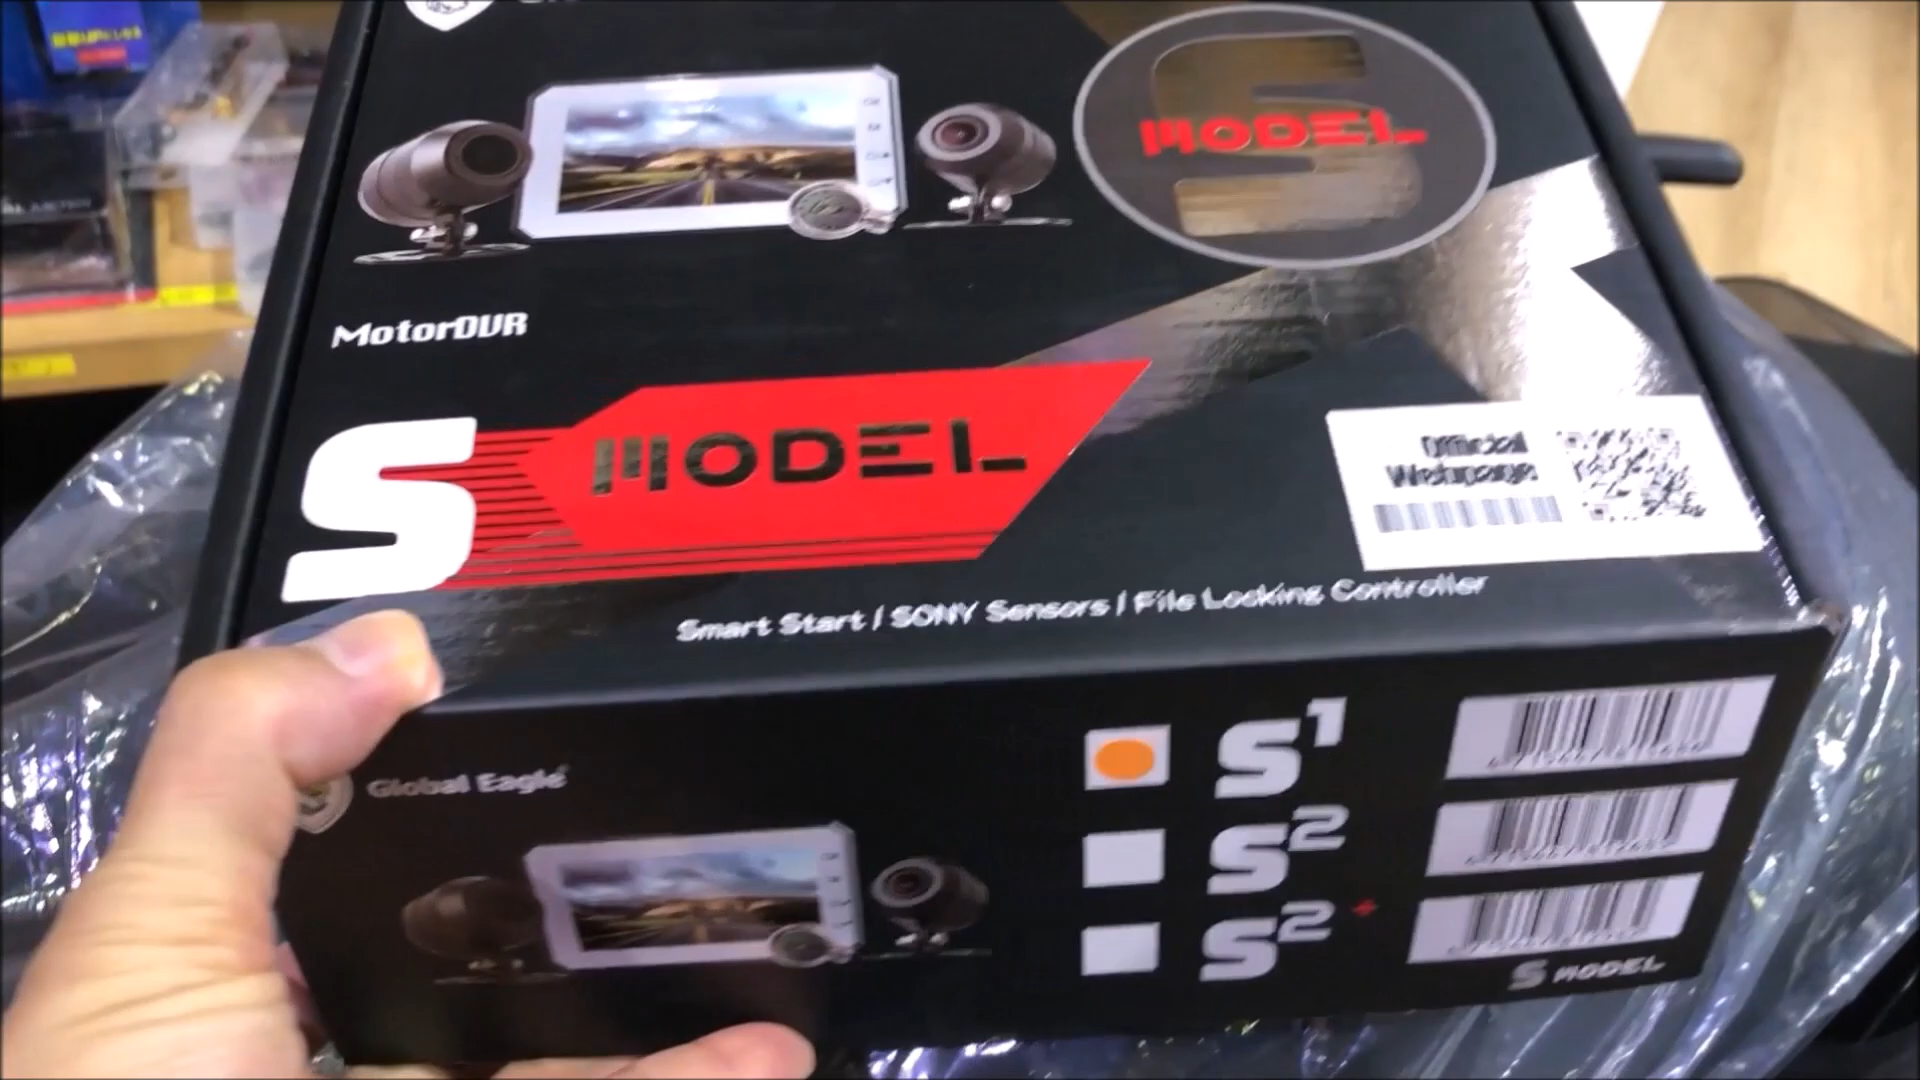 MODEL
MotorDVR
S MODEL
Official
Webpage
Smart Start / SONY Sensors / File Locking Controller
Global Eagle
S1
S2
S2+
S MODEL